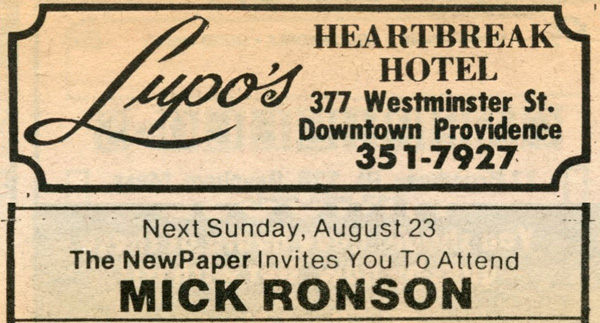 Lupo's
HEARTBREAK
HOTEL
377 Westminster St.
Downtown Providence
351-7927
Next Sunday, August 23
The NewPaper Invites You To Attend
MICK RONSON